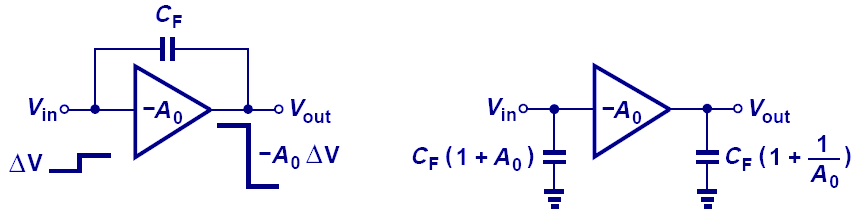 C_F
V_in
−A_0
V_out
ΔV
−A_0 ΔV
V_in
−A_0
V_out
C_F (1 + A_0)
C_F (1 + 1/A_0)